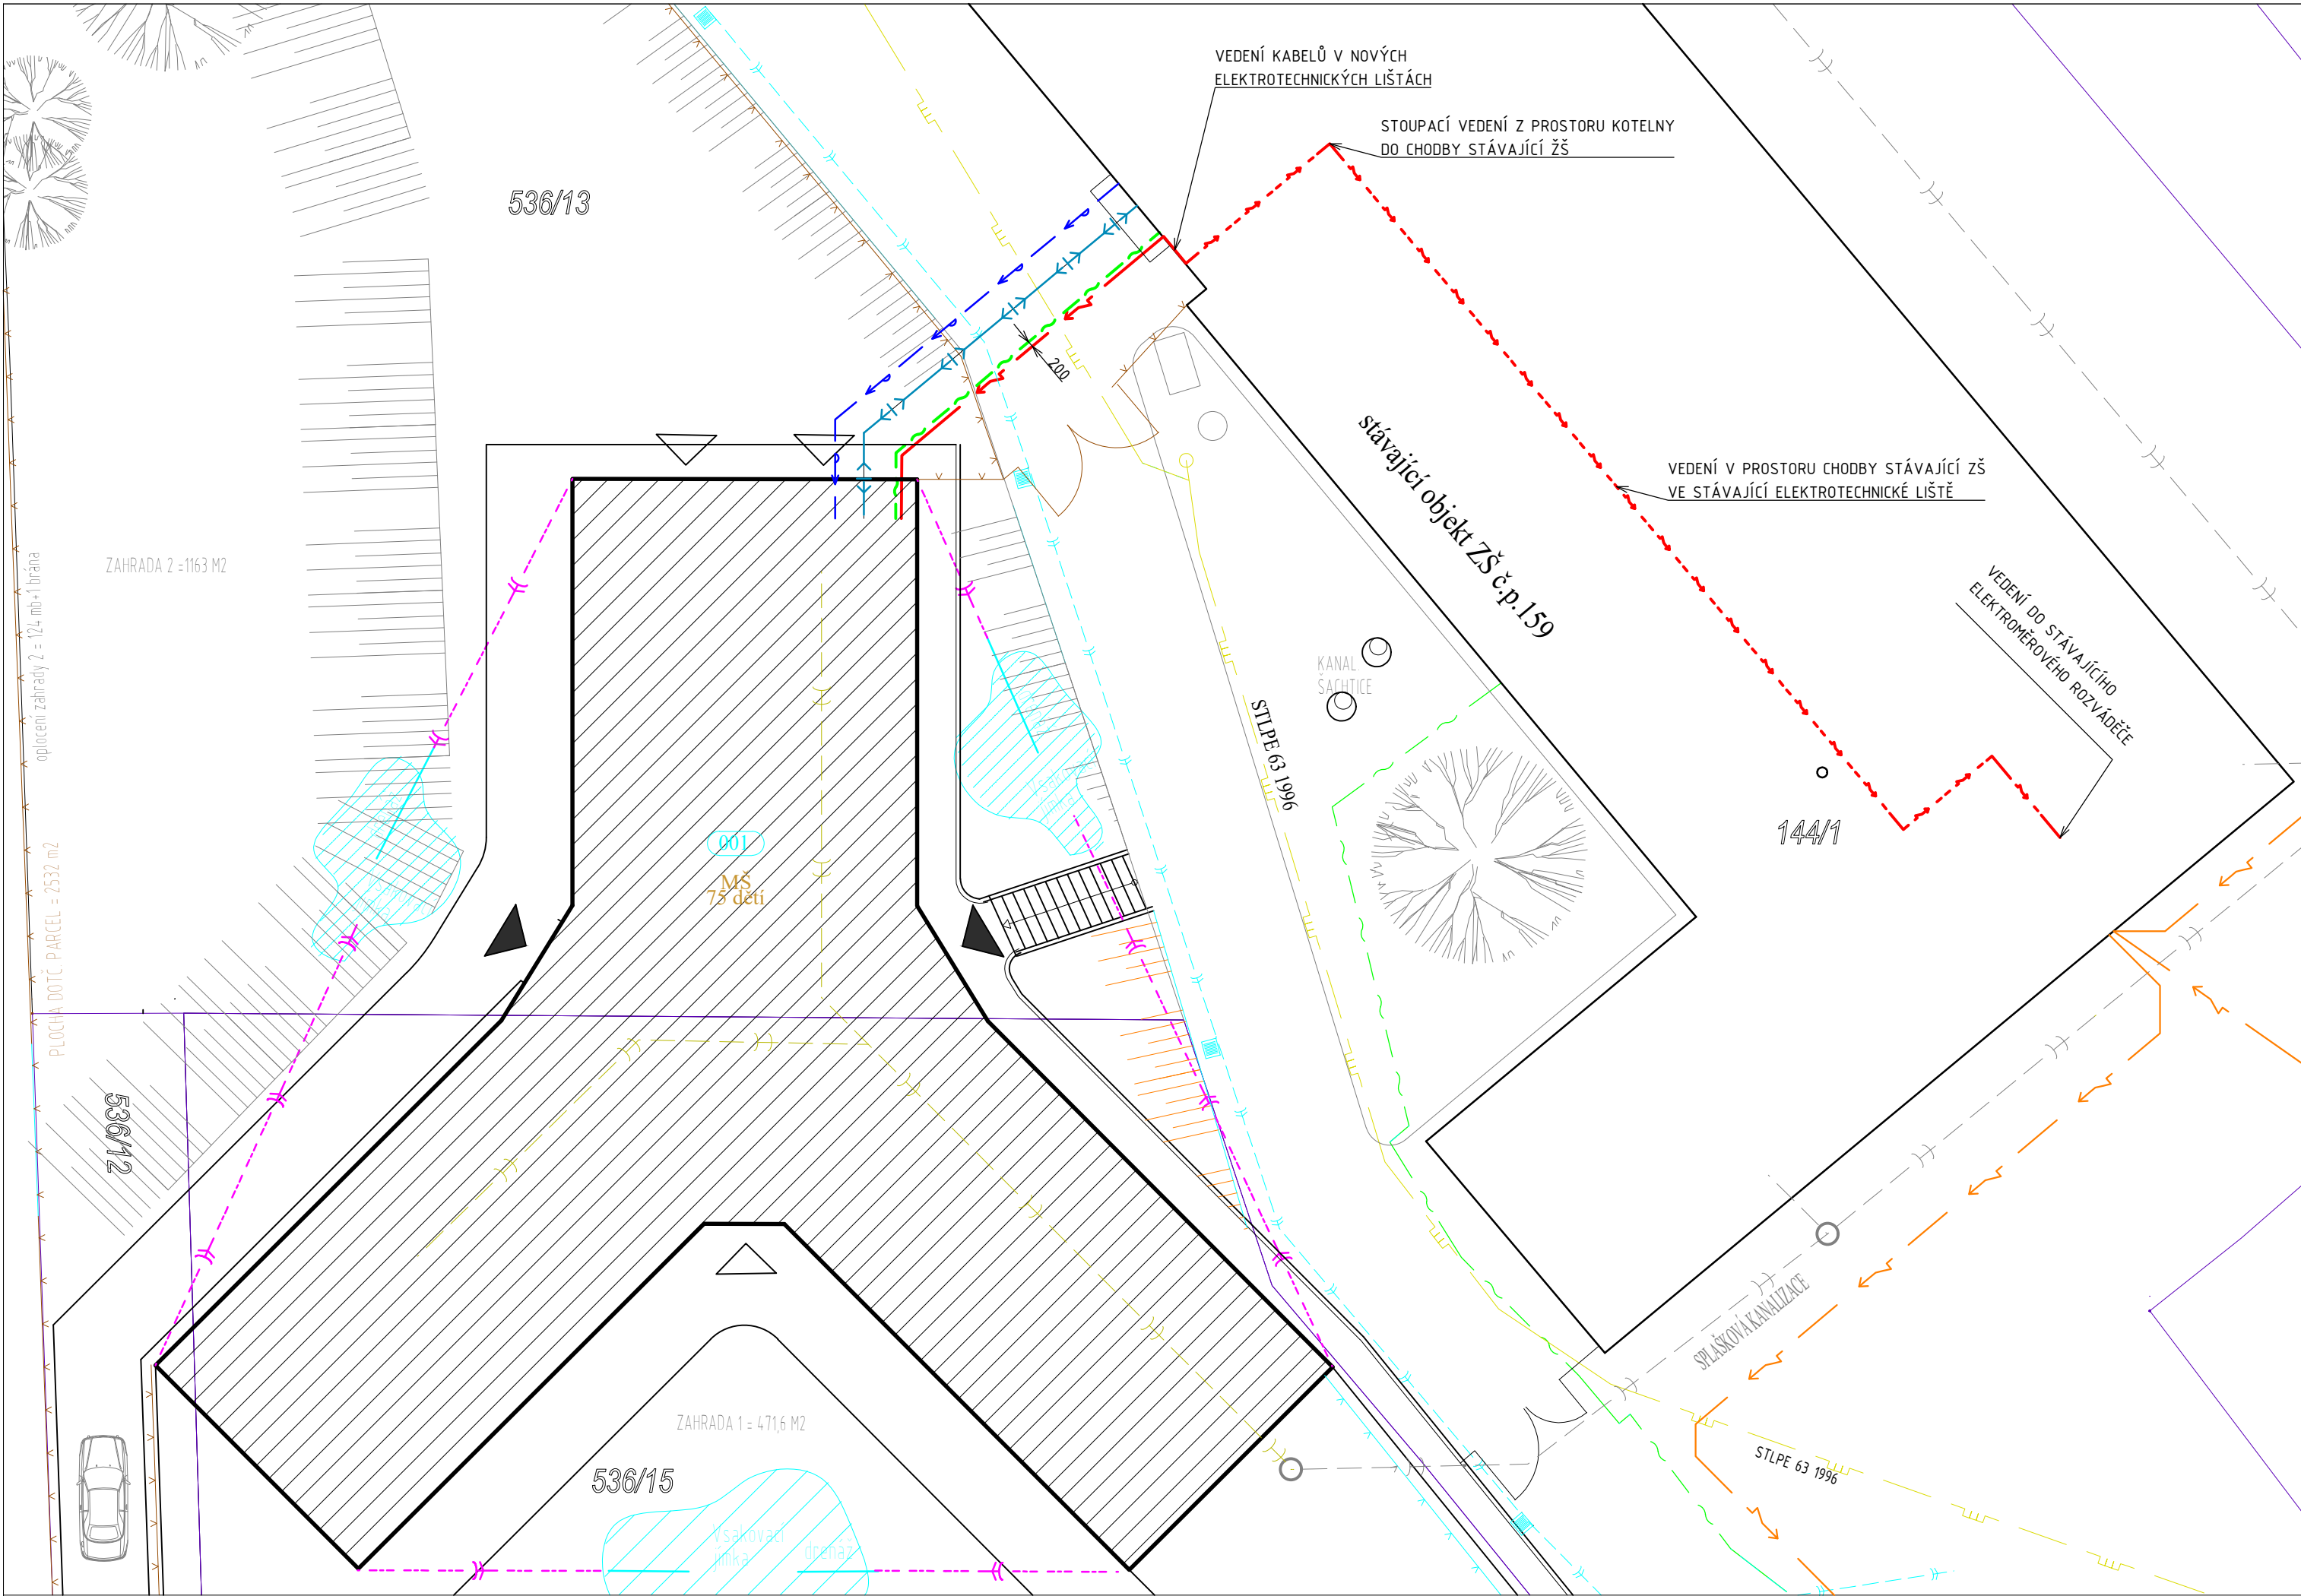 VEDENÍ KABELŮ V NOVÝCH
ELEKTROTECHNICKÝCH LIŠTÁCH
STOUPACÍ VEDENÍ Z PROSTORU KOTELNY
DO CHODBY STÁVAJÍCÍ ŽŠ
536/13
200
stávající objekt ZŠ č.p.159
VEDENÍ V PROSTORU CHODBY STÁVAJÍCÍ ZŠ
VE STÁVAJÍCÍ ELEKTROTECHNICKÉ LIŠTĚ
VEDENÍ DO STÁVAJÍCÍHO
ELEKTROMĚROVÉHO ROZVÁDĚČE
ZAHRADA 2 =1163 M2
oplocení zahrady 2 = 124 mb+1 brána
KANAL
ŠACHTICE
STLPE 63 1996
144/1
001
MŠ
75 dětí
PLOCHA DOTČ PARCEL = 2532 m2
536/12
SPLAŠKOVÁ KANALIZACE
ZAHRADA 1 = 471,6 M2
536/15
STLPE 63 1996
vsakovací
jímka
drenáž